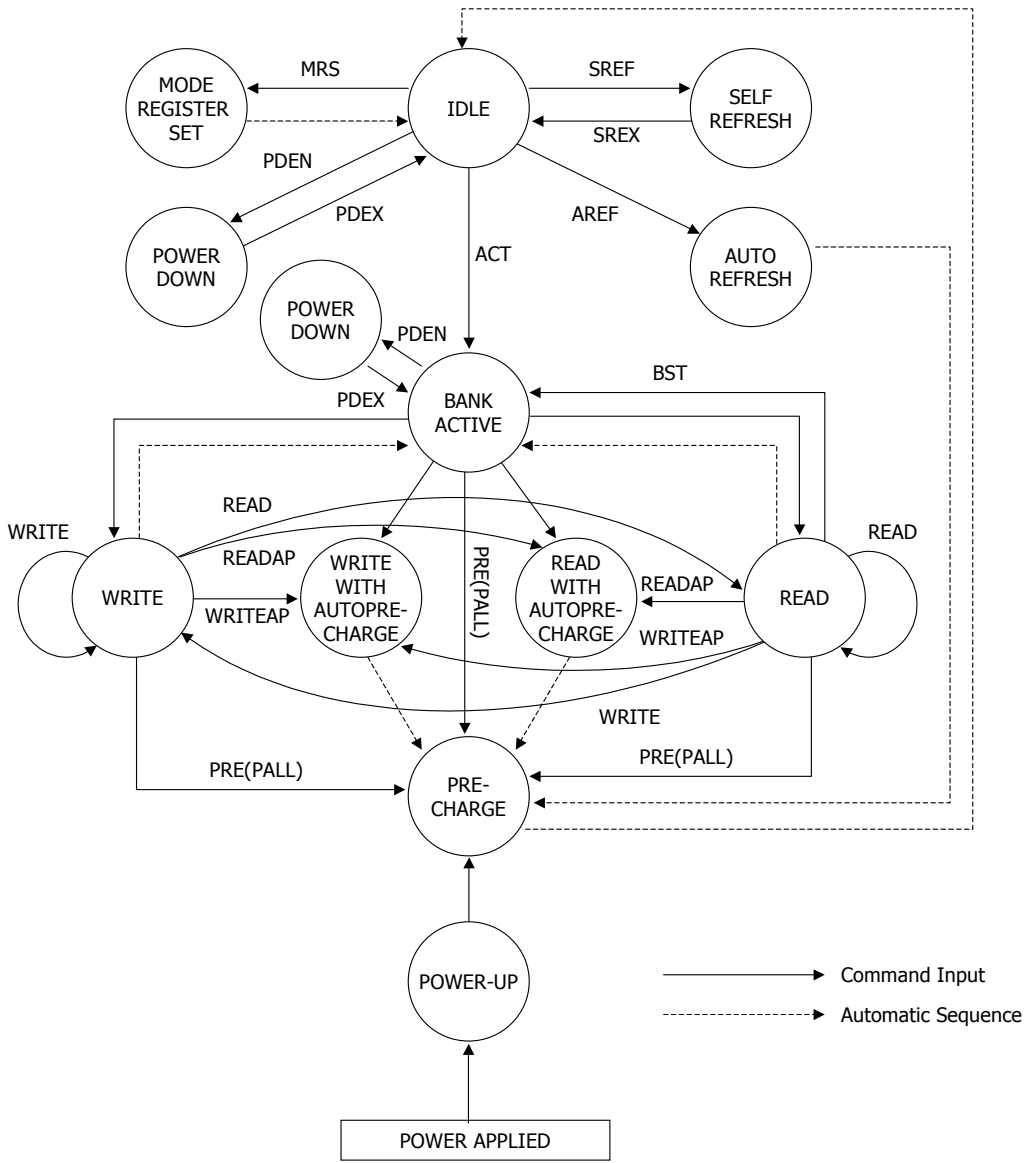 MRS
SREF
MODE
REGISTER
SET
IDLE
SELF
REFRESH
SREX
PDEN
PDEX
AREF
POWER
DOWN
ACT
AUTO
REFRESH
POWER
DOWN
PDEN
PDEX
BST
BANK
ACTIVE
READ
WRITE
READ
READAP
WRITE
WRITEAP
WRITE
WITH
AUTOPRE-
CHARGE
PRE(PALL)
READ
WITH
AUTOPRE-
CHARGE
READAP
READ
WRITEAP
WRITE
PRE(PALL)
PRE(PALL)
PRE-
CHARGE
POWER-UP
Command Input
Automatic Sequence
POWER APPLIED